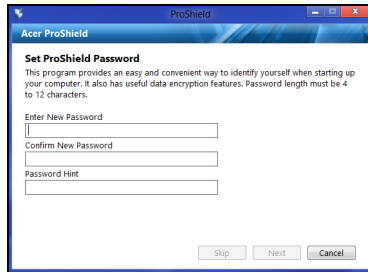 ProShield
Acer ProShield
Set ProShield Password
This program provides an easy and convenient way to identify yourself when starting up
your computer. It also has useful data encryption features. Password length must be 4
to 12 characters.
Enter New Password
Confirm New Password
Password Hint
Skip Next Cancel